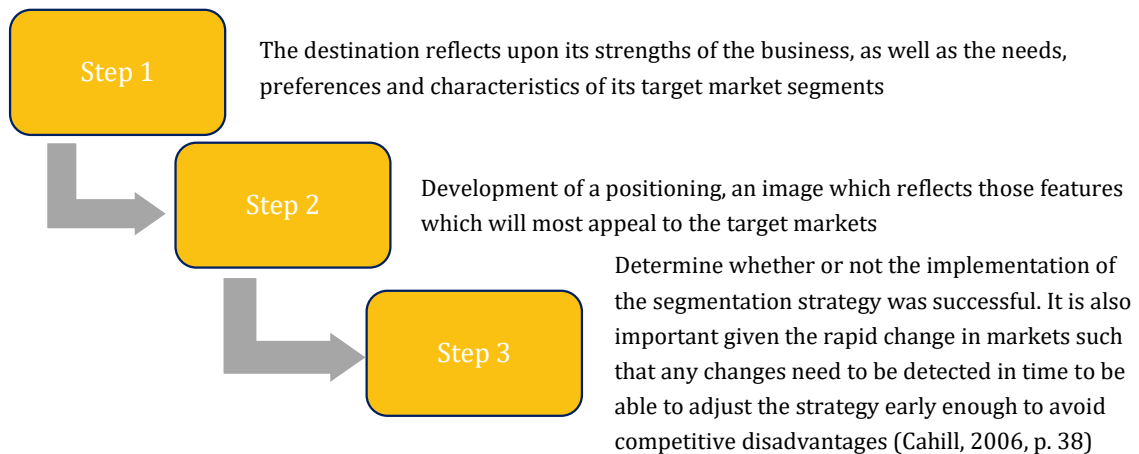 Step 1
The destination reflects upon its strengths of the business, as well as the needs,
preferences and characteristics of its target market segments
Step 2
Development of a positioning, an image which reflects those features
which will most appeal to the target markets
Step 3
Determine whether or not the implementation of
the segmentation strategy was successful. It is also
important given the rapid change in markets such
that any changes need to be detected in time to be
able to adjust the strategy early enough to avoid
competitive disadvantages (Cahill, 2006, p. 38)